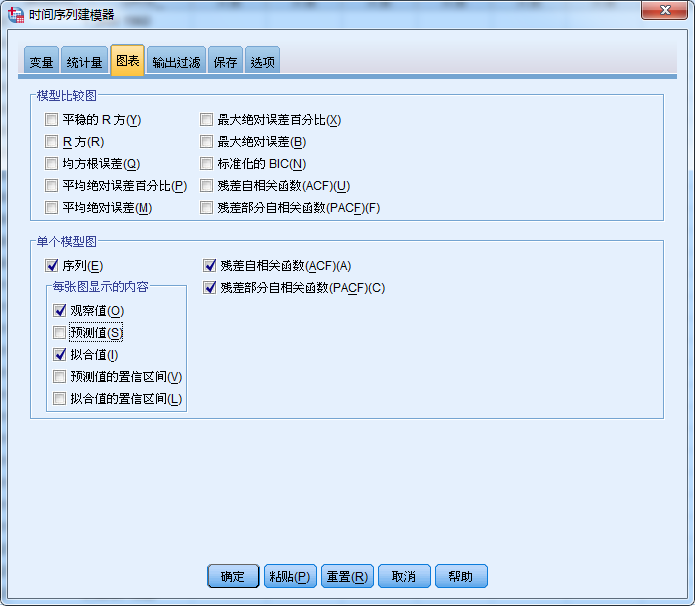 时间序列建模器
变量 统计量 图表 输出过滤 保存 选项
模型比较图
平稳的 R 方(Y) 最大绝对误差百分比(X)
R 方(R) 最大绝对误差(B)
均方根误差(Q) 标准化的 BIC(N)
平均绝对误差百分比(P) 残差自相关函数(ACF)(U)
平均绝对误差(M) 残差部分自相关函数(PACF)(F)
单个模型图
序列(E) 残差自相关函数(ACF)(A)
每张图显示的内容 残差部分自相关函数(PACF)(C)
观察值(O)
预测值(S)
拟合值(I)
预测值的置信区间(V)
拟合值的置信区间(L)
确定 粘贴(P) 重置(R) 取消 帮助